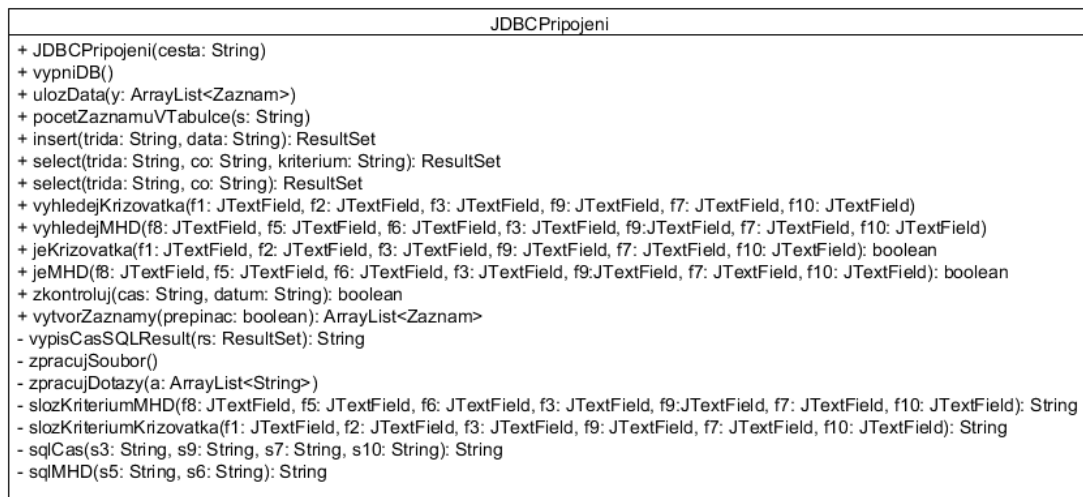 JDBCPripojeni
+ JDBCPripojeni(cesta: String)
+ vypniDB()
+ ulozData(y: ArrayList<Zaznam>)
+ pocetZaznamuVTabulce(s: String)
+ insert(trida: String, data: String): ResultSet
+ select(trida: String, co: String, kriterium: String): ResultSet
+ select(trida: String, co: String): ResultSet
+ vyhledejKrizovatka(f1: JTextField, f2: JTextField, f3: JTextField, f9: JTextField, f7: JTextField, f10: JTextField)
+ vyhledejMHD(f8: JTextField, f5: JTextField, f6: JTextField, f3: JTextField, f9:JTextField, f7: JTextField, f10: JTextField)
+ jeKrizovatka(f1: JTextField, f2: JTextField, f3: JTextField, f9: JTextField, f7: JTextField, f10: JTextField): boolean
+ jeMHD(f8: JTextField, f5: JTextField, f6: JTextField, f3: JTextField, f9:JTextField, f7: JTextField, f10: JTextField): boolean
+ zkontroluj(cas: String, datum: String): boolean
+ vytvorZaznamy(prepinac: boolean): ArrayList<Zaznam>
- vypisCasSQLResult(rs: ResultSet): String
- zpracujSoubor()
- zpracujDotazy(a: ArrayList<String>)
- slozKriteriumMHD(f8: JTextField, f5: JTextField, f6: JTextField, f3: JTextField, f9:JTextField, f7: JTextField, f10: JTextField): String
- slozKriteriumKrizovatka(f1: JTextField, f2: JTextField, f3: JTextField, f9: JTextField, f7: JTextField, f10: JTextField): String
- sqlCas(s3: String, s9: String, s7: String, s10: String): String
- sqlMHD(s5: String, s6: String): String